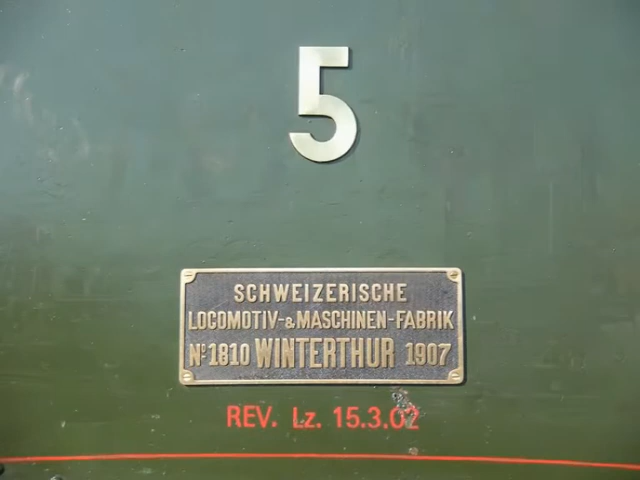 5
SCHWEIZERISCHE
LOCOMOTIV-&MASCHINEN-FABRIK
Nº1810 WINTERTHUR 1907
REV. Lz. 15.3.02